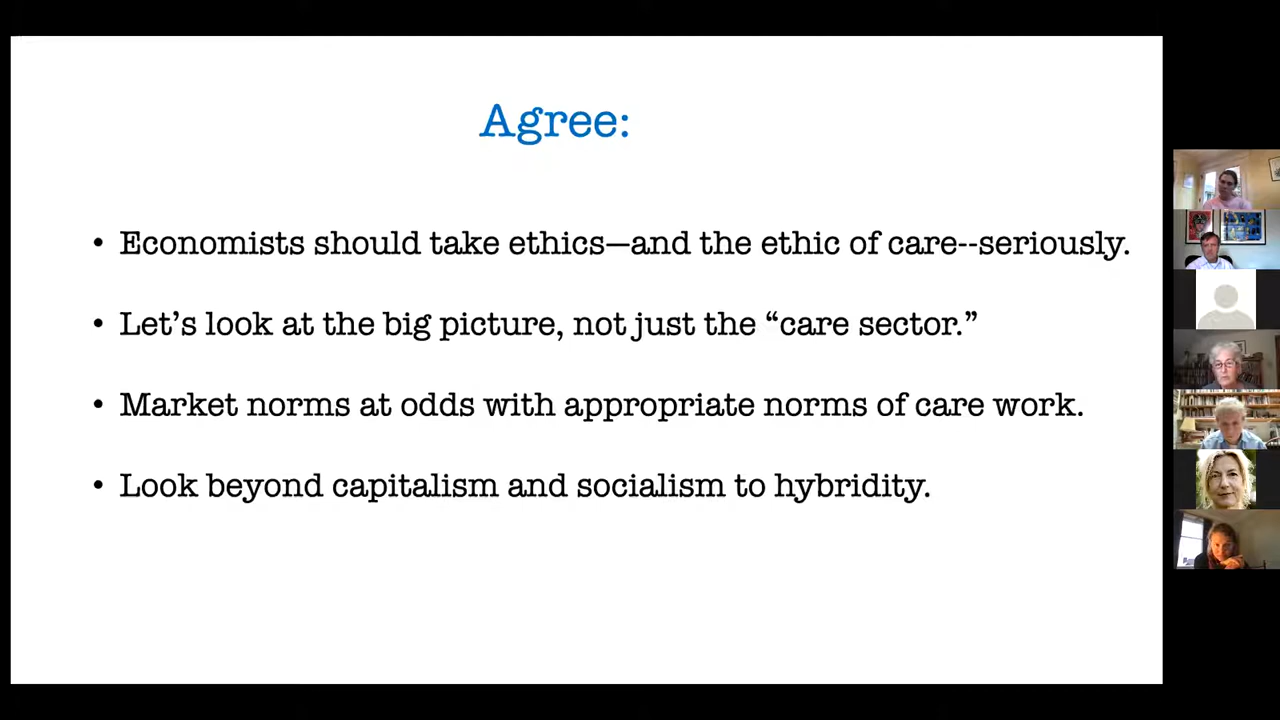 Agree:
• Economists should take ethics—and the ethic of care--seriously.
• Let’s look at the big picture, not just the “care sector.”
• Market norms at odds with appropriate norms of care work.
• Look beyond capitalism and socialism to hybridity.